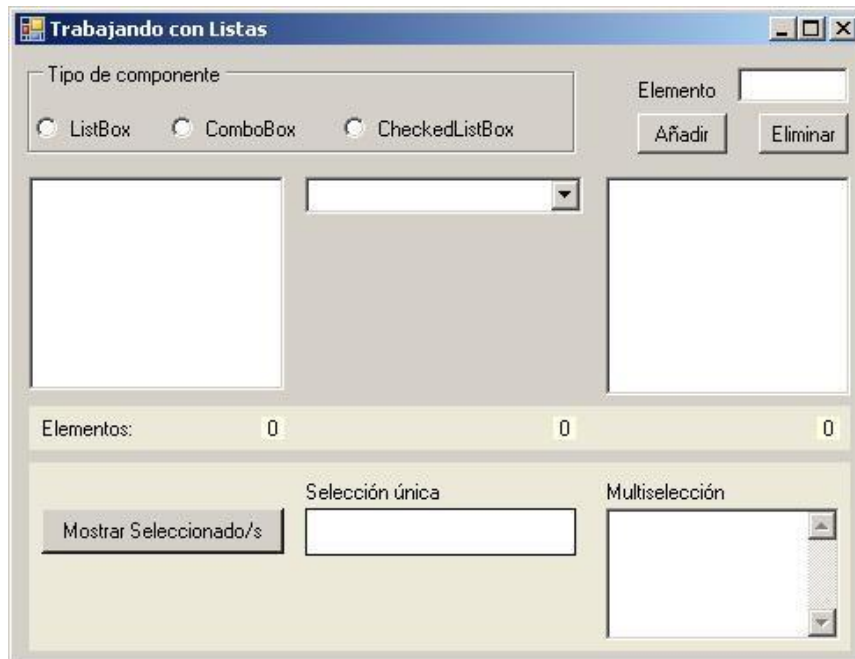 Trabajando con Listas
Tipo de componente
ListBox ComboBox CheckedListBox
Elemento
Añadir Eliminar
Elementos: 0 0 0
Selección única Multiselección
Mostrar Seleccionado/s